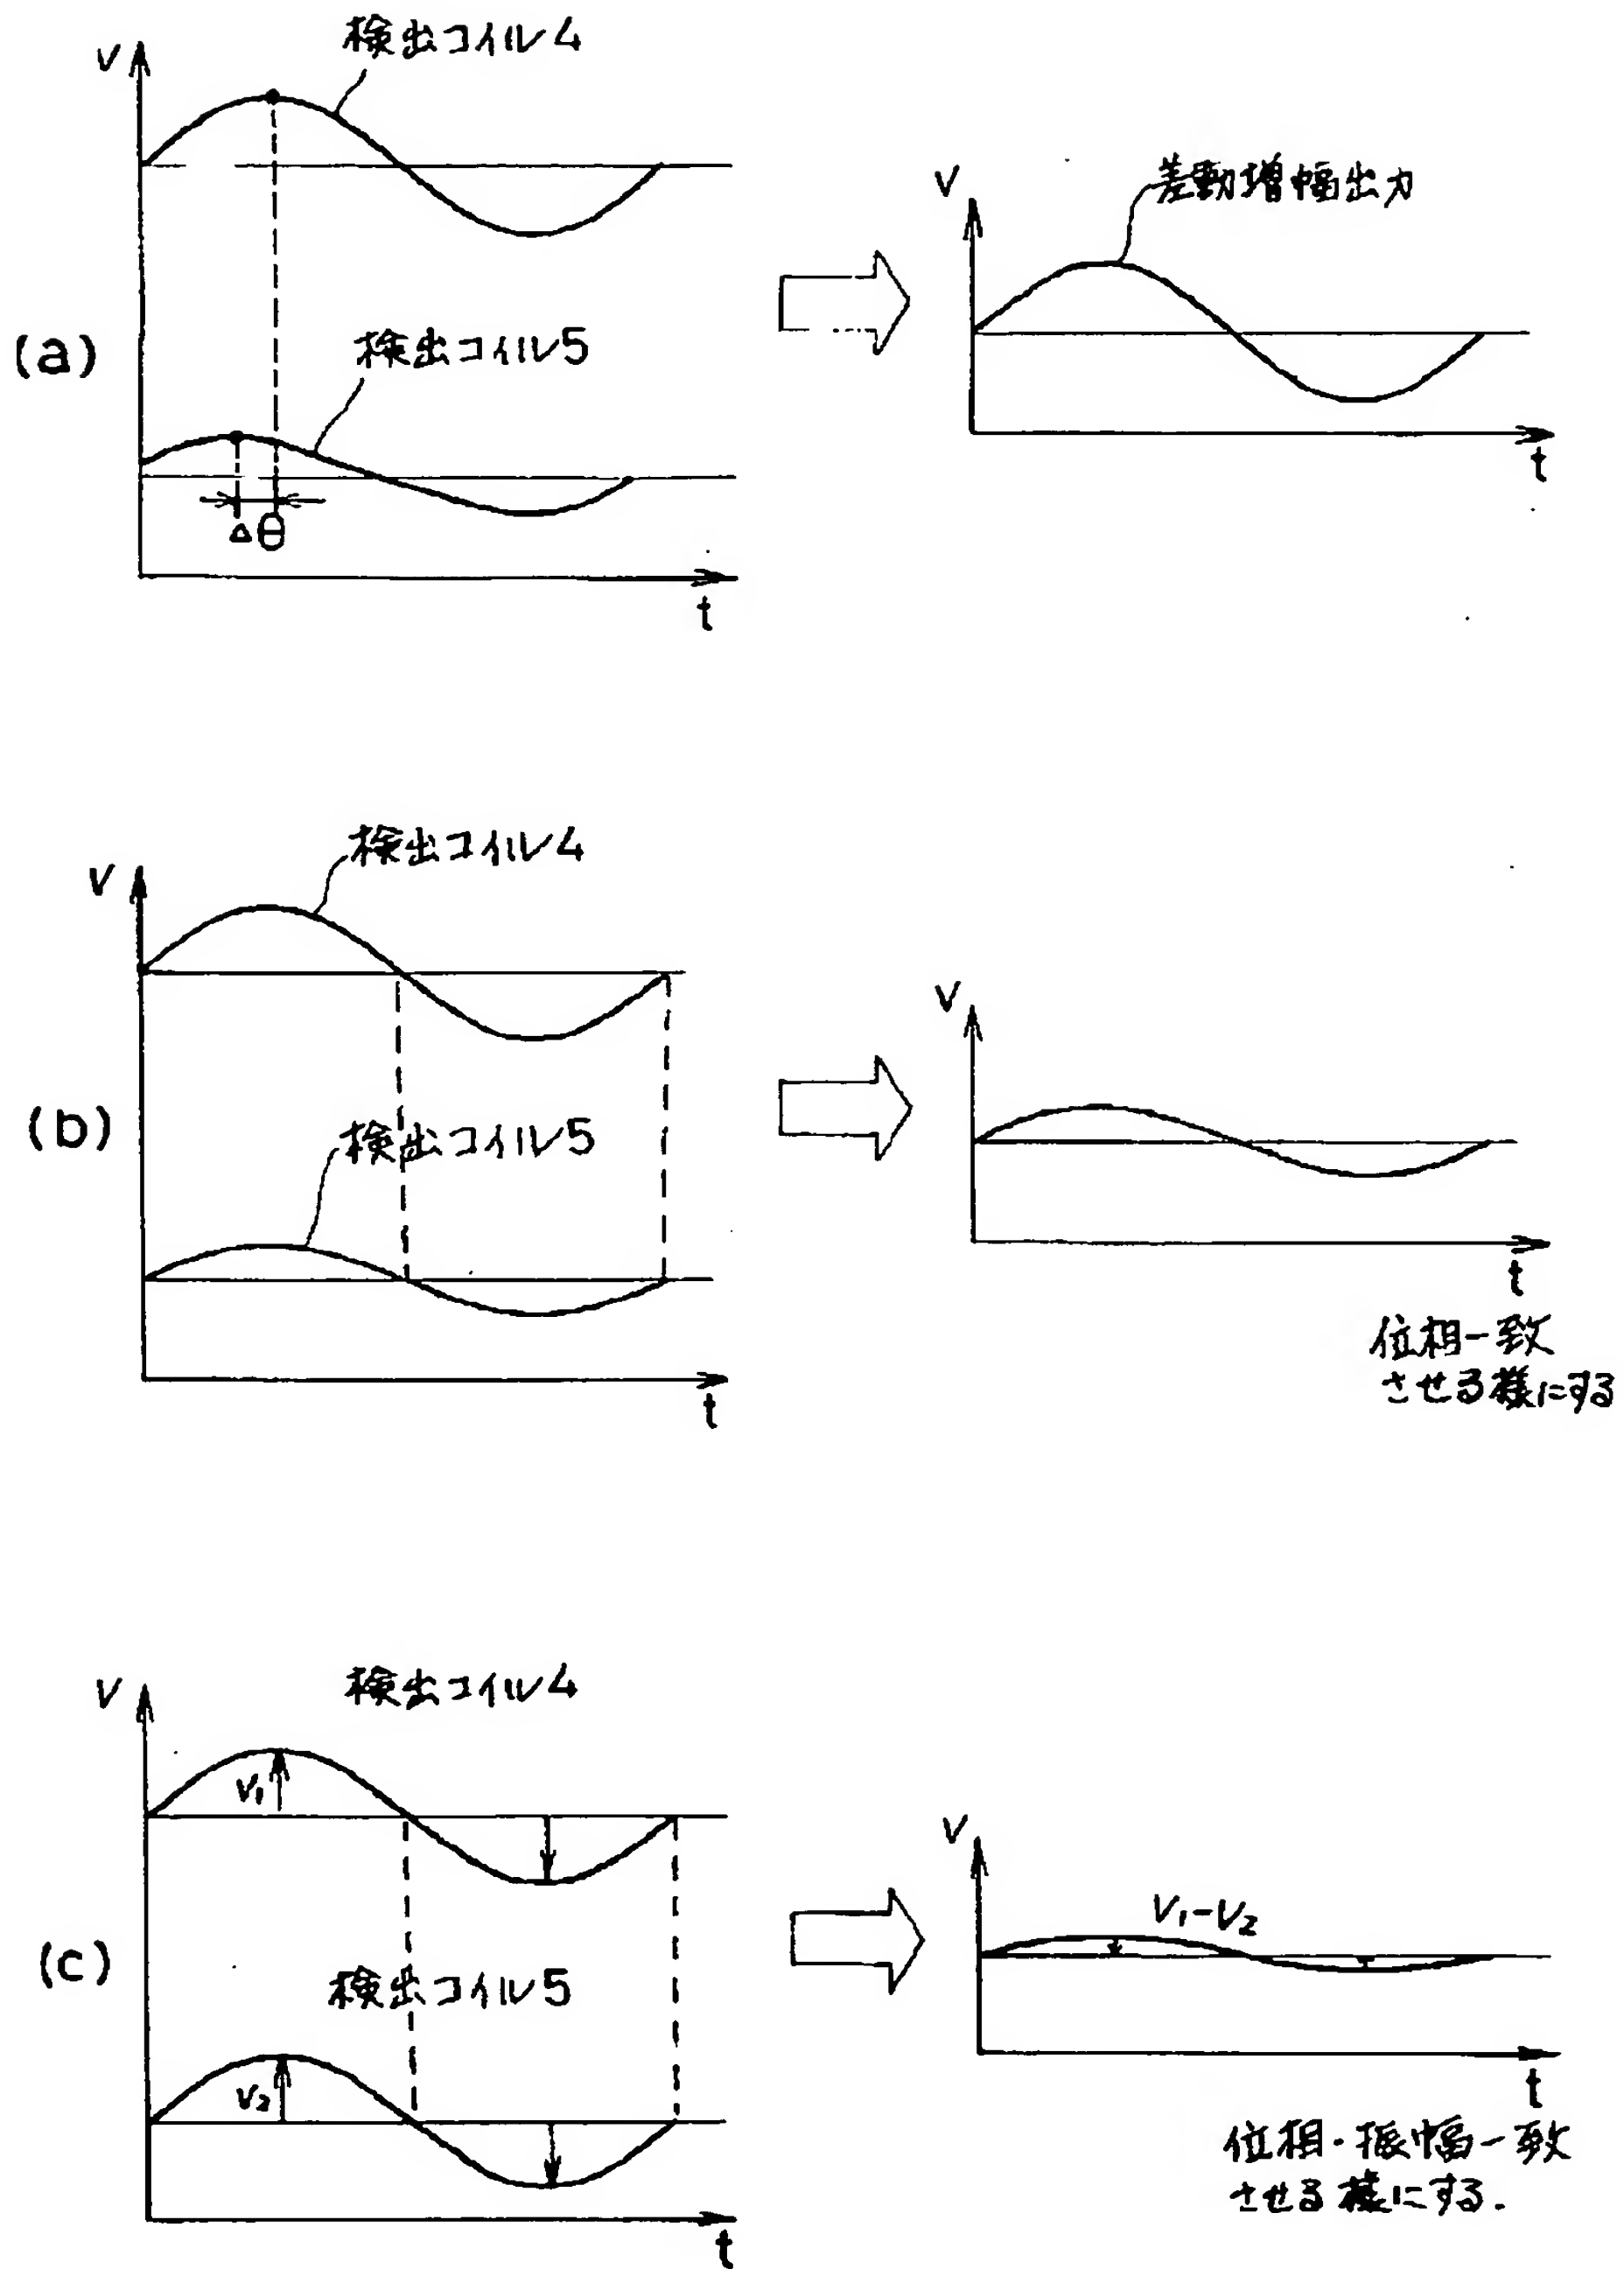 (a)
V
検出コイル4
検出コイル5
Δθ
t
V
差動増幅出力
t
(b)
V
検出コイル4
検出コイル5
t
V
t
位相一致
させる様にする
(c)
V
検出コイル4
V₁
検出コイル5
V₂
t
V
V₁-V₂
t
位相・振幅一致
させる様にする.